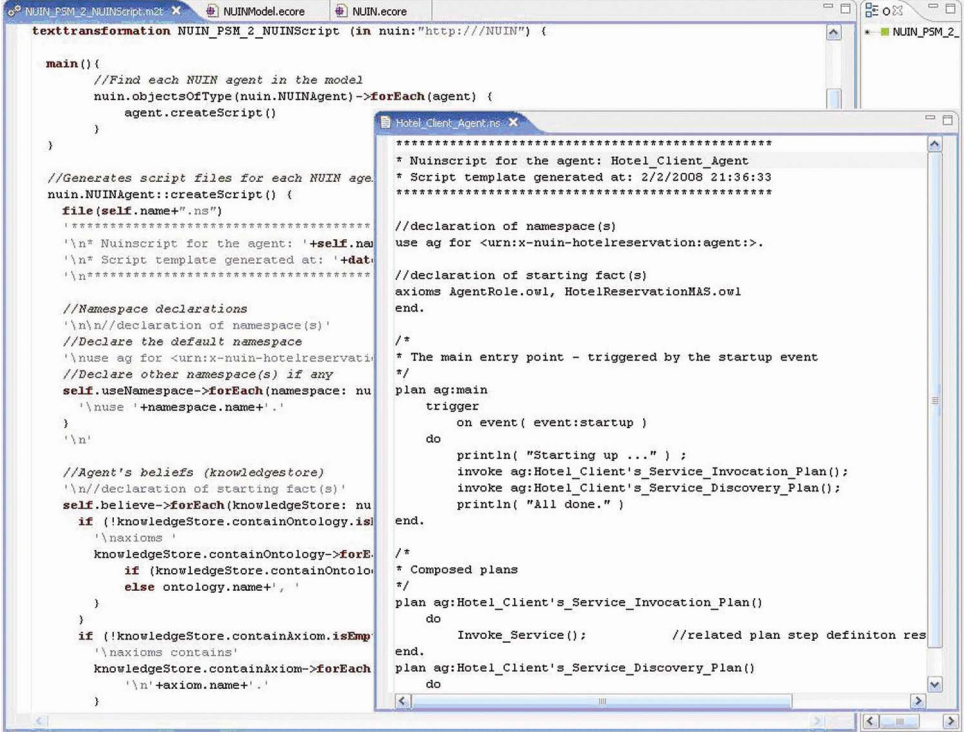 NUIN_PSM_2_NUINScript.m2t
NUINModel.ecore
NUIN.ecore
texttransformation NUIN_PSM_2_NUINScript (in nuin:"http:///NUIN") {
main(){
//Find each NUIN agent in the model
nuin.objectsOfType(nuin.NUINAgent)->forEach(agent) {
agent.createScript()
}
}
//Generates script files for each NUIN age
nuin.NUINAgent::createScript() {
file(self.name+".ns")
'\n* Nuinscript for the agent: '+self.na
'\n* Script template generated at: '+dat
//Namespace declarations
'\n\n//declaration of namespace(s)'
//Declare the default namespace
'\nuse ag for <urn:x-nuin-hotelreservati
//Declare other namespace(s) if any
self.useNamespace->forEach(namespace: nu
'\nuse '+namespace.name+'.'
}
'\n'
//Agent's beliefs (knowledgestore)
'\n//declaration of starting fact(s)'
self.believe->forEach(knowledgeStore: nu
if (!knowledgeStore.containOntology.is
'\naxioms '
knowledgeStore.containOntology->forE
if (knowledgeStore.containOntolo
else ontology.name+', '
}
}
if (!knowledgeStore.containAxiom.isEmp
'\naxioms contains'
knowledgeStore.containAxiom->forEach
'\n'+axiom.name+'.'
}
Hotel_Client_Agent.ns
************************************************
* Nuinscript for the agent: Hotel_Client_Agent
* Script template generated at: 2/2/2008 21:36:33
************************************************
//declaration of namespace(s)
use ag for <urn:x-nuin-hotelreservation:agent:>.
//declaration of starting fact(s)
axioms AgentRole.owl, HotelReservationMAS.owl
end.
/*
* The main entry point - triggered by the startup event
*/
plan ag:main
trigger
on event( event:startup )
do
println( "Starting up ..." ) ;
invoke ag:Hotel_Client's_Service_Invocation_Plan();
invoke ag:Hotel_Client's_Service_Discovery_Plan();
println( "All done." )
end.
/*
* Composed plans
*/
plan ag:Hotel_Client's_Service_Invocation_Plan()
do
Invoke_Service(); //related plan step definiton res
end.
plan ag:Hotel_Client's_Service_Discovery_Plan()
do
NUIN_PSM_2_